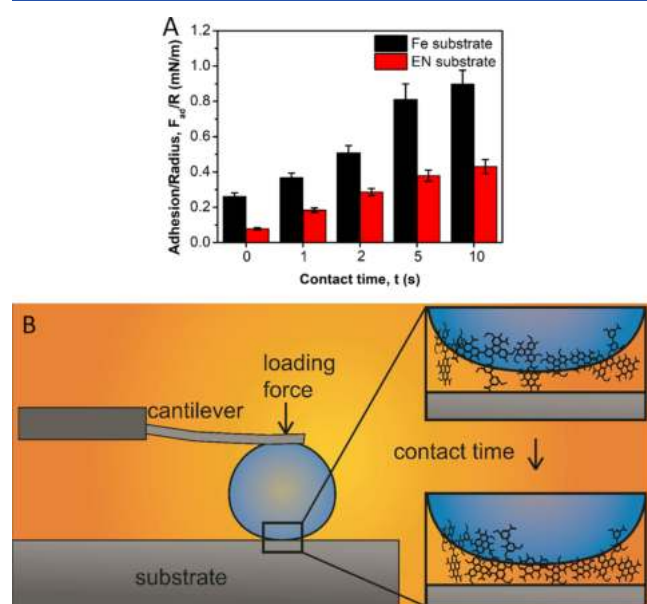 A
Fe substrate
EN substrate
Adhesion/Radius, F_ad/R (mN/m)
1.2
1.0
0.8
0.6
0.4
0.2
0.0
0 1 2 5 10
Contact time, t (s)
B
loading
force
cantilever
contact time
substrate